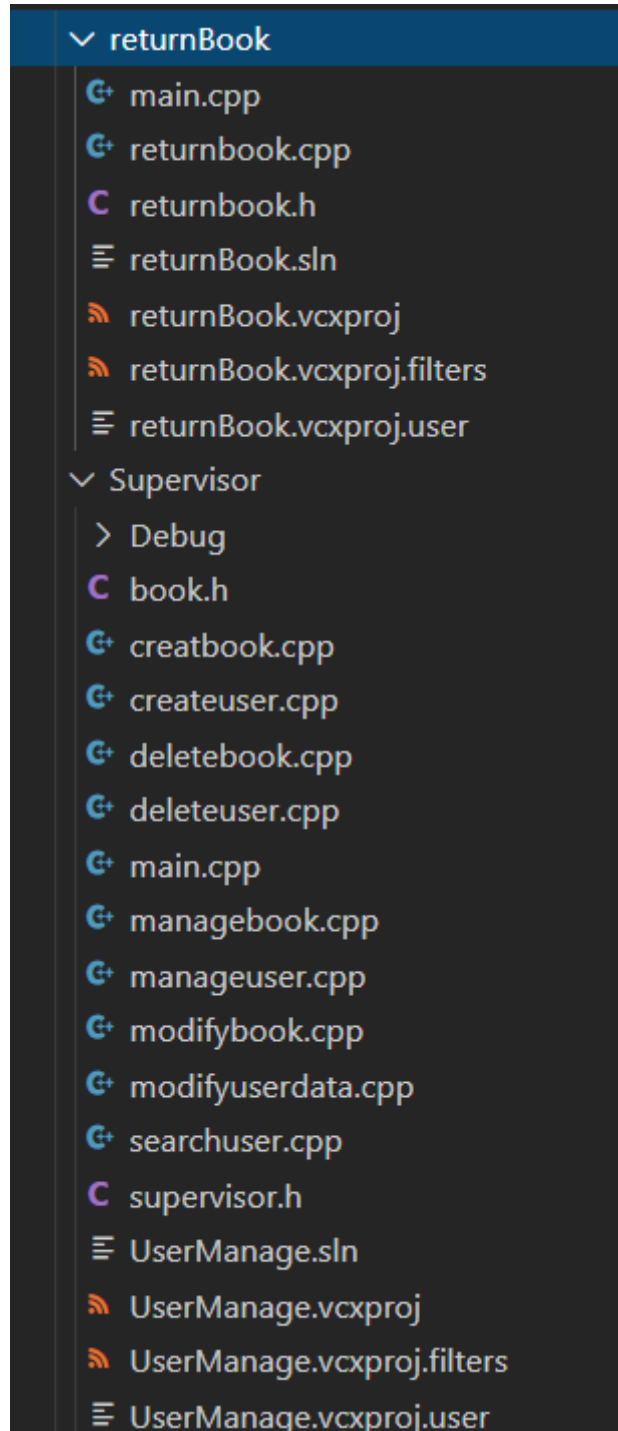 returnBook
main.cpp
returnbook.cpp
returnbook.h
returnBook.sln
returnBook.vcxproj
returnBook.vcxproj.filters
returnBook.vcxproj.user
Supervisor
Debug
book.h
creatbook.cpp
createuser.cpp
deletebook.cpp
deleteuser.cpp
main.cpp
managebook.cpp
manageuser.cpp
modifybook.cpp
modifyuserdata.cpp
searchuser.cpp
supervisor.h
UserManage.sln
UserManage.vcxproj
UserManage.vcxproj.filters
UserManage.vcxproj.user